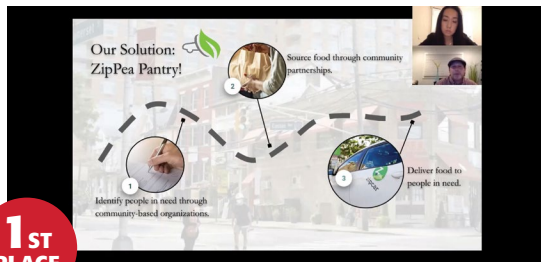 Our Solution:
ZipPea Pantry!
Source food through community
partnerships.
2
1
Identify people in need through
community-based organizations.
3
zipcar
Deliver food to
people in need.
1ST
PLACE